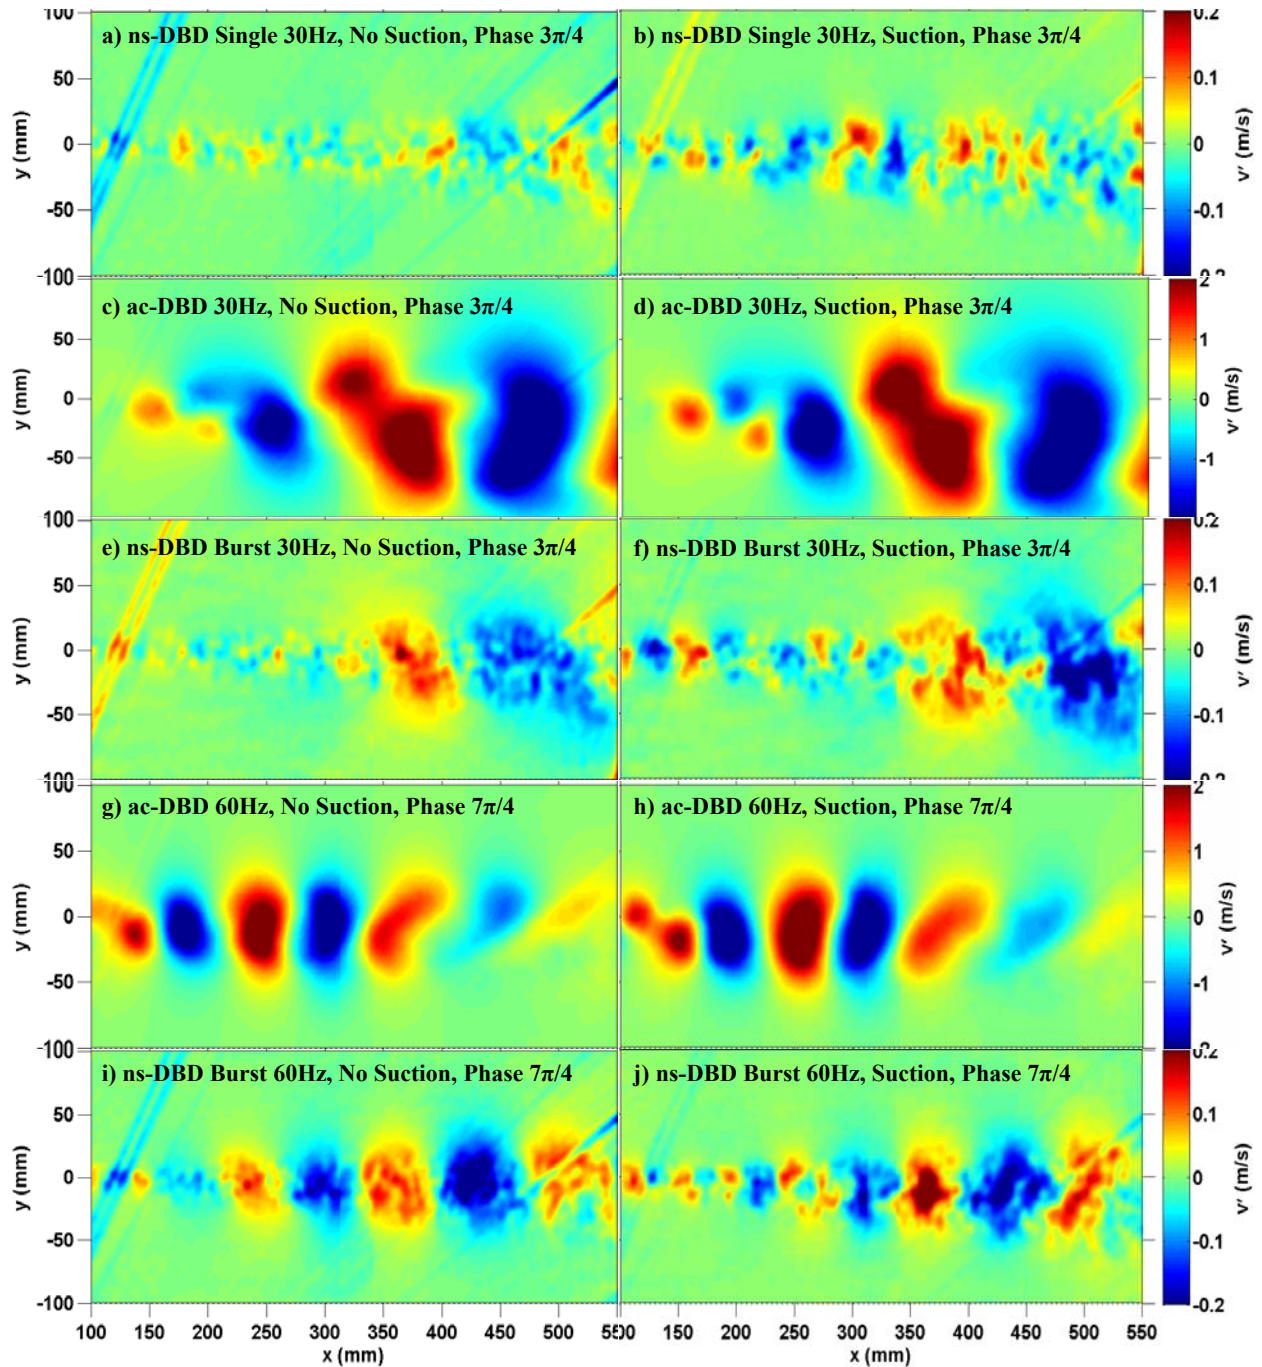 100
a) ns-DBD Single 30Hz, No Suction, Phase 3π/4
b) ns-DBD Single 30Hz, Suction, Phase 3π/4
0.2
50
0
-50
-100
y (mm)
0.1
0
-0.1
v' (m/s)
c) ac-DBD 30Hz, No Suction, Phase 3π/4
d) ac-DBD 30Hz, Suction, Phase 3π/4
2
50
0
-50
100
y (mm)
1
0
-1
v' (m/s)
e) ns-DBD Burst 30Hz, No Suction, Phase 3π/4
f) ns-DBD Burst 30Hz, Suction, Phase 3π/4
0.2
50
0
-50
-100
y (mm)
0.1
0
-0.1
v' (m/s)
100
g) ac-DBD 60Hz, No Suction, Phase 7π/4
h) ac-DBD 60Hz, Suction, Phase 7π/4
2
50
0
-50
-100
y (mm)
1
0
-1
v' (m/s)
i) ns-DBD Burst 60Hz, No Suction, Phase 7π/4
j) ns-DBD Burst 60Hz, Suction, Phase 7π/4
0.2
50
0
-50
-100
y (mm)
0.1
0
-0.1
-0.2
v' (m/s)
100 150 200 250 300 350 400 450 500
150 200 250 300 350 400 450 500 550
x (mm)
x (mm)